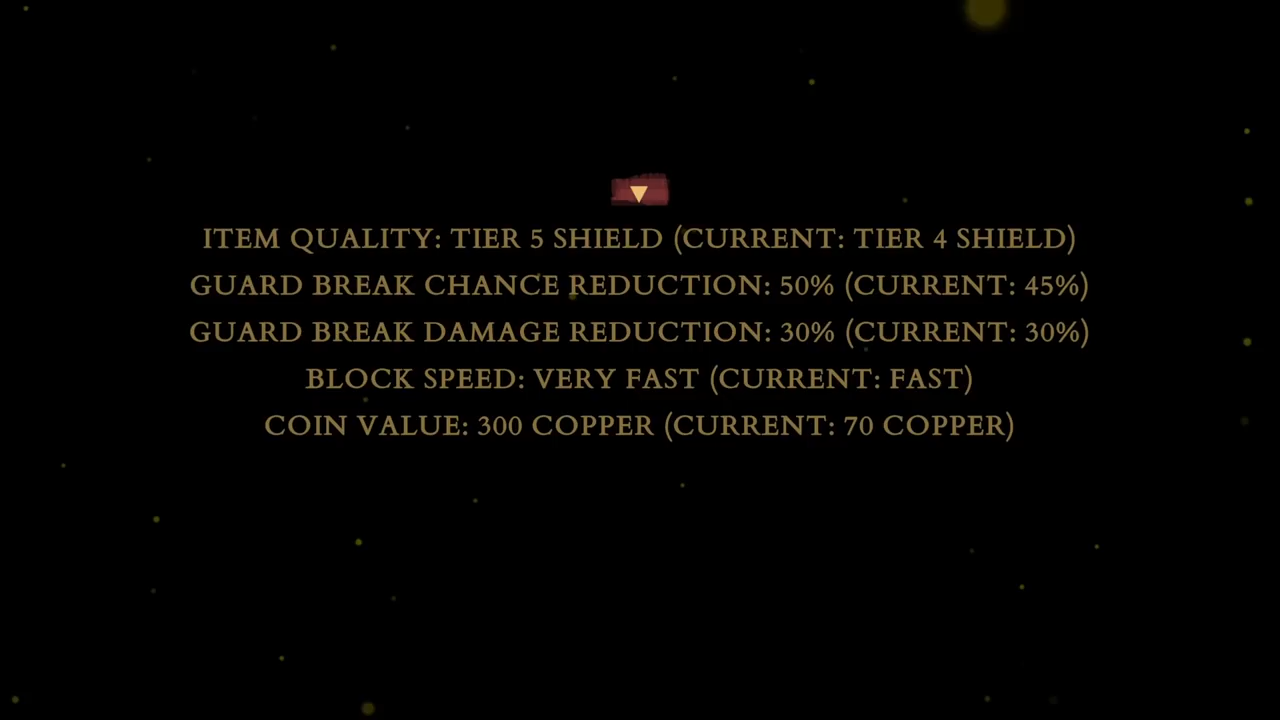 ITEM QUALITY: TIER 5 SHIELD (CURRENT: TIER 4 SHIELD)
GUARD BREAK CHANCE REDUCTION: 50% (CURRENT: 45%)
GUARD BREAK DAMAGE REDUCTION: 30% (CURRENT: 30%)
BLOCK SPEED: VERY FAST (CURRENT: FAST)
COIN VALUE: 300 COPPER (CURRENT: 70 COPPER)